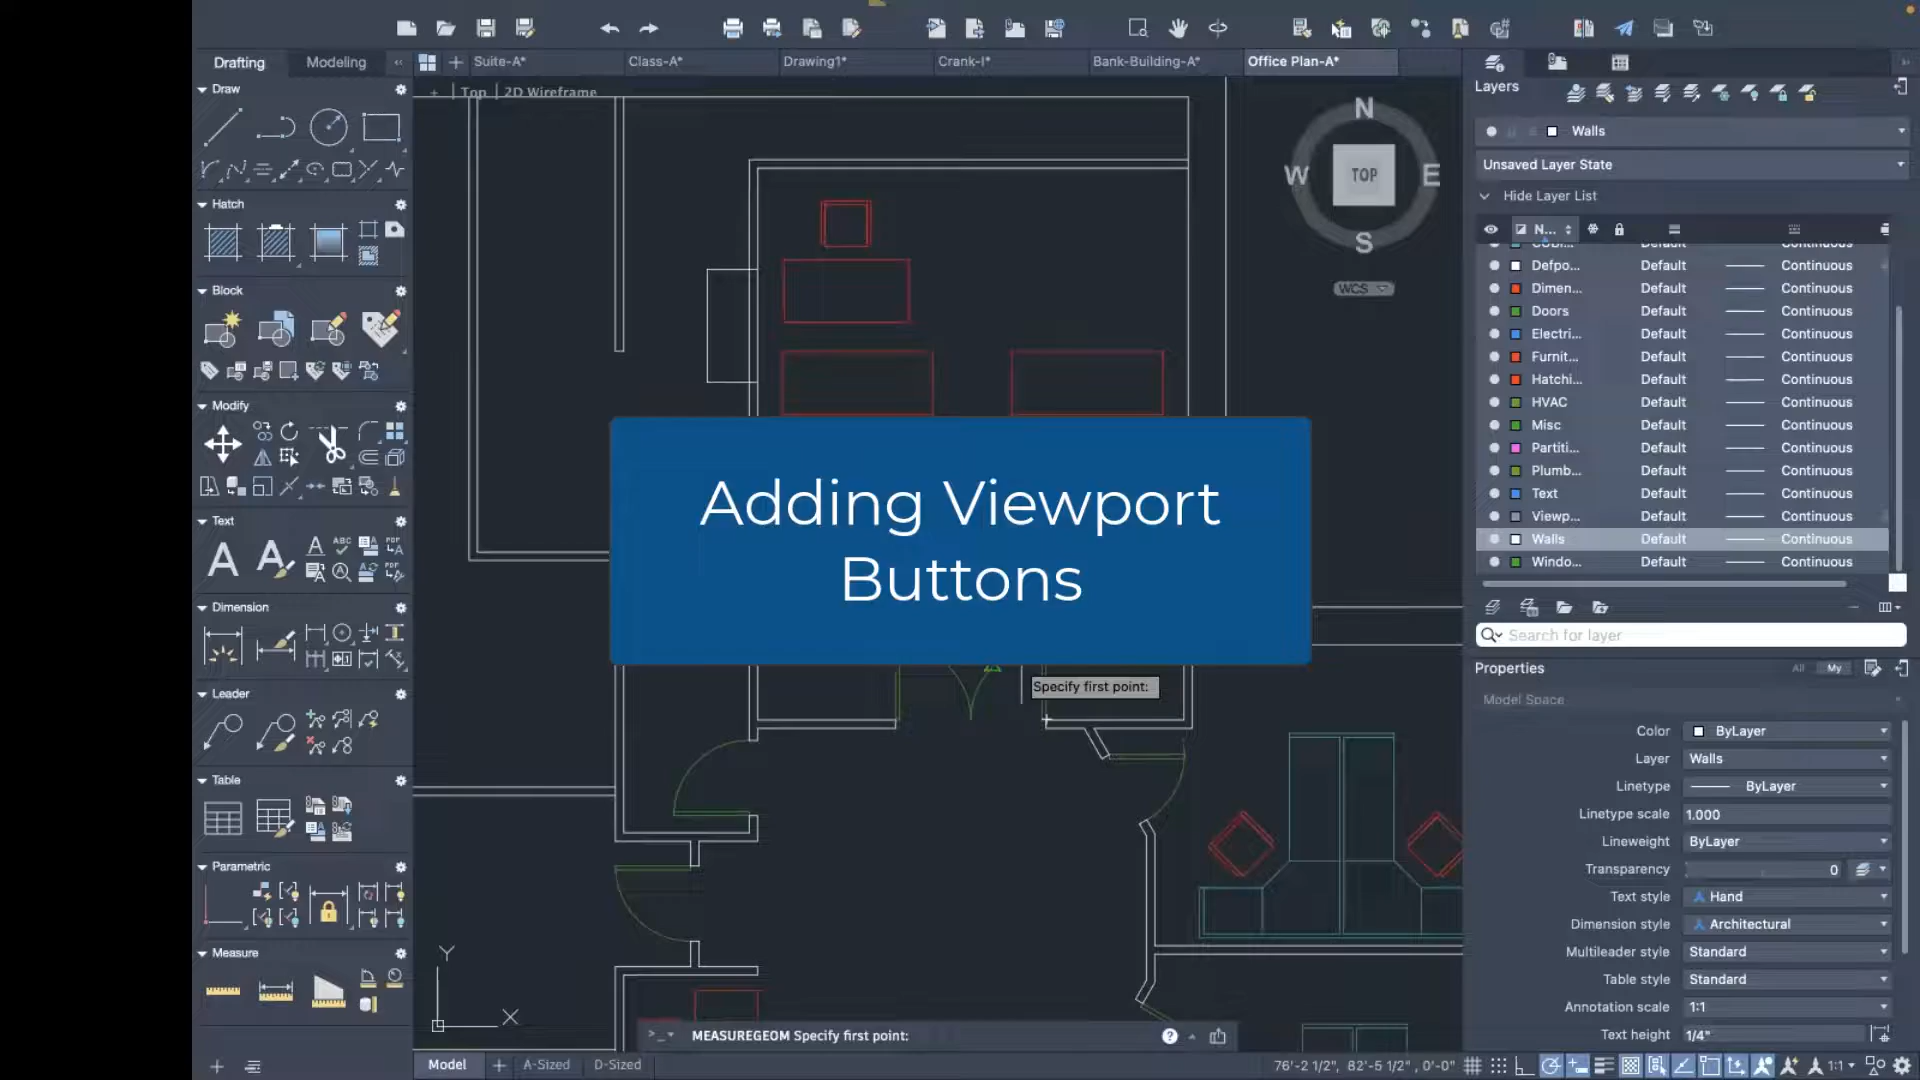 Drafting
Modeling
Suite-A*
Class-A*
Drawing1*
Crank-I*
Bank-Building-A*
Office Plan-A*
Draw
Hatch
Block
Modify
Text
Dimension
Leader
Table
Parametric
Measure
Top
2D Wireframe
N
W
TOP
E
S
WCS
Adding Viewport
Buttons
Specify first point:
Y
X
MEASUREGEOM Specify first point:
Model
A-Sized
D-Sized
76'-2 1/2", 82'-5 1/2" , 0'-0"
1:1
Layers
Walls
Unsaved Layer State
Hide Layer List
N...
Defpo... Default Continuous
Dimen... Default Continuous
Doors Default Continuous
Electri... Default Continuous
Furnit... Default Continuous
Hatchi... Default Continuous
HVAC Default Continuous
Misc Default Continuous
Partiti... Default Continuous
Plumb... Default Continuous
Text Default Continuous
Viewp... Default Continuous
Walls Default Continuous
Windo... Default Continuous
Search for layer
Properties
All
My
Model Space
Color ByLayer
Layer Walls
Linetype ByLayer
Linetype scale 1.000
Lineweight ByLayer
Transparency 0
Text style Hand
Dimension style Architectural
Multileader style Standard
Table style Standard
Annotation scale 1:1
Text height 1/4"